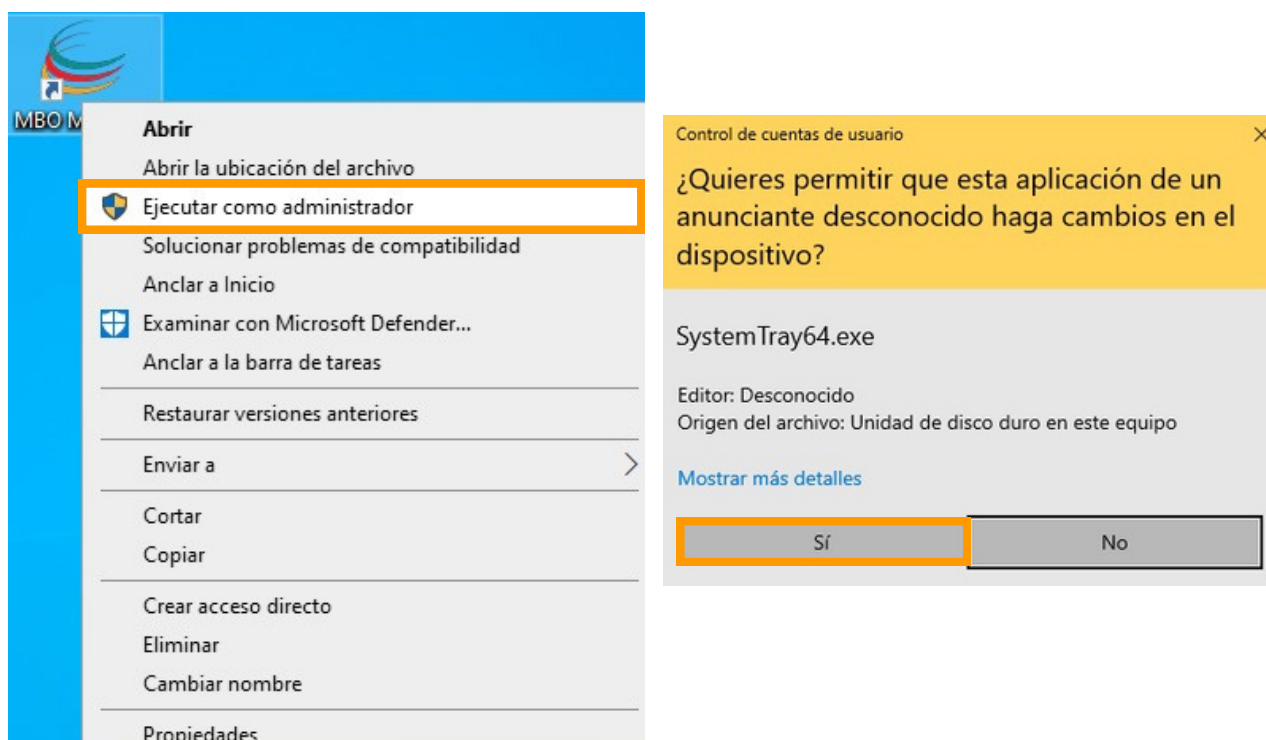 MBO M
Abrir
Abrir la ubicación del archivo
Ejecutar como administrador
Solucionar problemas de compatibilidad
Anclar a Inicio
Examinar con Microsoft Defender...
Anclar a la barra de tareas
Restaurar versiones anteriores
Enviar a
Cortar
Copiar
Crear acceso directo
Eliminar
Cambiar nombre
Propiedades
Control de cuentas de usuario
¿Quieres permitir que esta aplicación de un
anunciante desconocido haga cambios en el
dispositivo?
SystemTray64.exe
Editor: Desconocido
Origen del archivo: Unidad de disco duro en este equipo
Mostrar más detalles
Sí
No